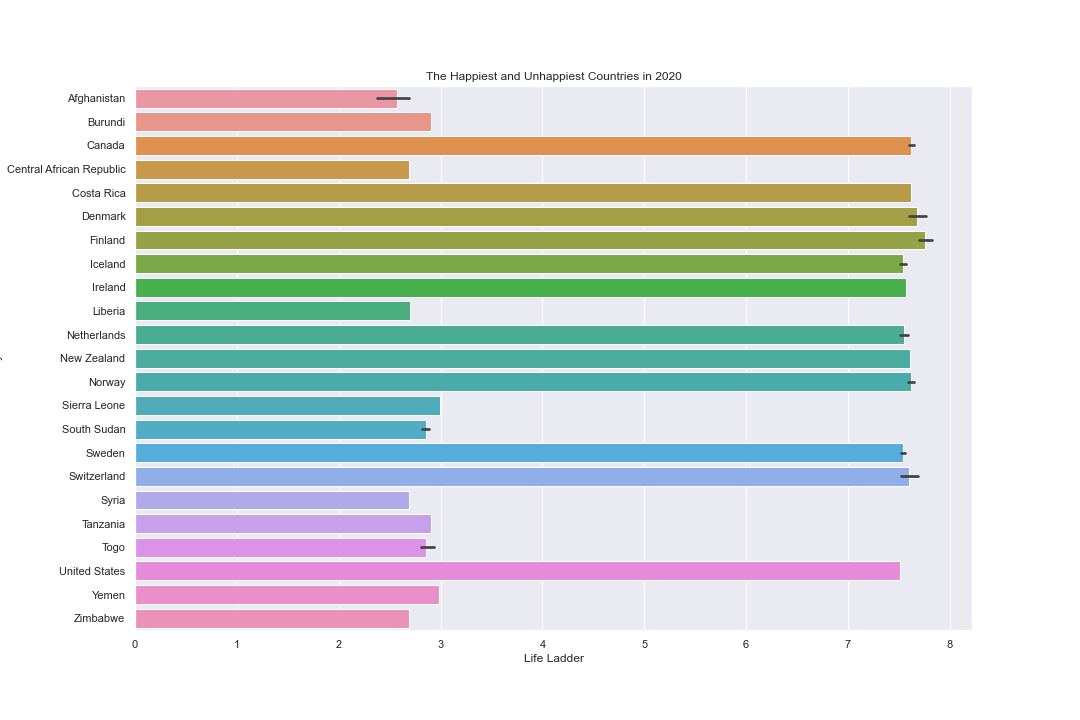 The Happiest and Unhappiest Countries in 2020
Afghanistan
Burundi
Canada
Central African Republic
Costa Rica
Denmark
Finland
Iceland
Ireland
Liberia
Netherlands
New Zealand
Norway
Sierra Leone
South Sudan
Sweden
Switzerland
Syria
Tanzania
Togo
United States
Yemen
Zimbabwe
0 1 2 3 4 5 6 7 8
Life Ladder